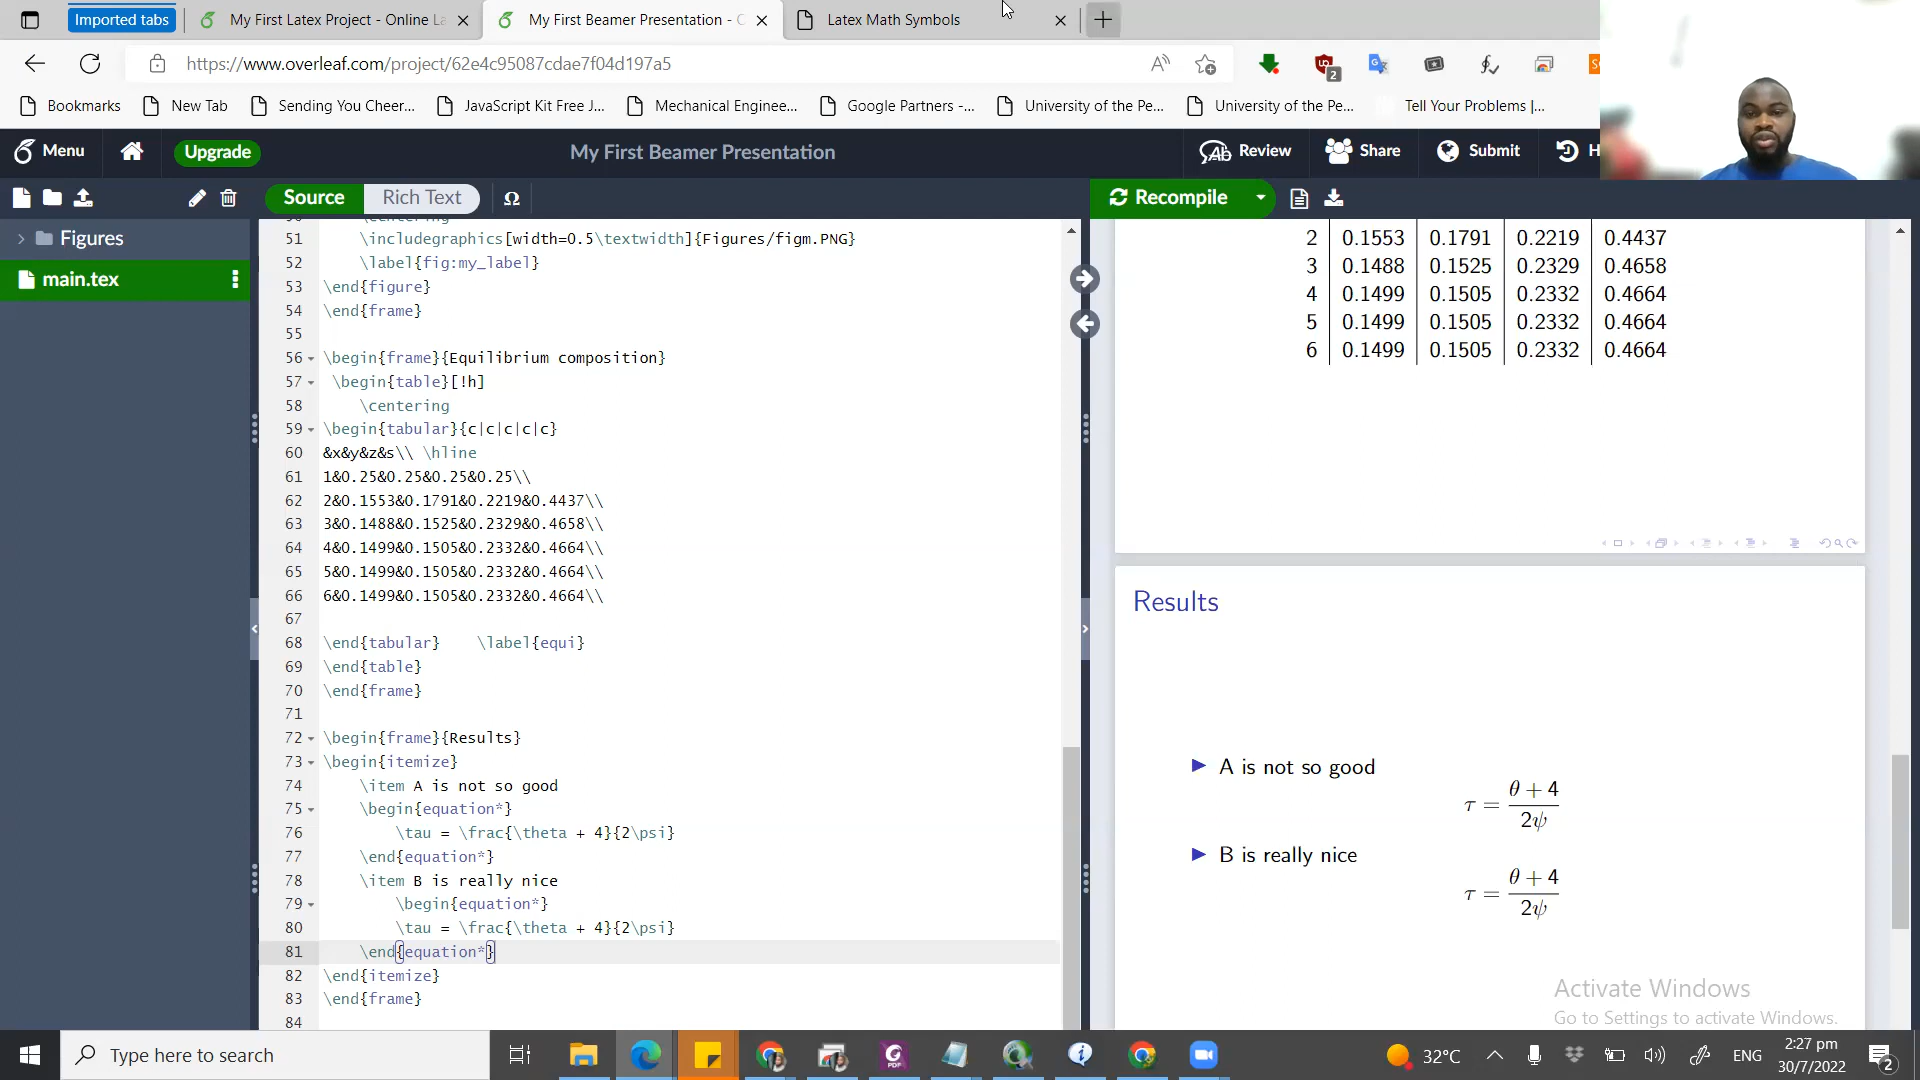 Imported tabs
My First Latex Project - Online La
My First Beamer Presentation - O
Latex Math Symbols
https://www.overleaf.com/project/62e4c95087cdae7f04d197a5
2
Bookmarks
New Tab
Sending You Cheer...
JavaScript Kit Free J...
Mechanical Enginee...
Google Partners -...
University of the Pe...
University of the Pe...
Tell Your Problems |...
Menu
Upgrade
My First Beamer Presentation
Review
Share
Submit
H
Source
Rich Text
Ω
Recompile
Figures
main.tex
51 \includegraphics[width=0.5\textwidth]{Figures/figm.PNG}
52 \label{fig:my_label}
53 \end{figure}
54 \end{frame}
55
56 \begin{frame}{Equilibrium composition}
57 \begin{table}[!h]
58 \centering
59 \begin{tabular}{c|c|c|c|c}
60 &x&y&z&s\\ \hline
61 1&0.25&0.25&0.25&0.25\\
62 2&0.1553&0.1791&0.2219&0.4437\\
63 3&0.1488&0.1525&0.2329&0.4658\\
64 4&0.1499&0.1505&0.2332&0.4664\\
65 5&0.1499&0.1505&0.2332&0.4664\\
66 6&0.1499&0.1505&0.2332&0.4664\\
67
68 \end{tabular} \label{equi}
69 \end{table}
70 \end{frame}
71
72 \begin{frame}{Results}
73 \begin{itemize}
74 \item A is not so good
75 \begin{equation*}
76 \tau = \frac{\theta + 4}{2\psi}
77 \end{equation*}
78 \item B is really nice
79 \begin{equation*}
80 \tau = \frac{\theta + 4}{2\psi}
81 \end{equation*}
82 \end{itemize}
83 \end{frame}
84
2 0.1553 0.1791 0.2219 0.4437
3 0.1488 0.1525 0.2329 0.4658
4 0.1499 0.1505 0.2332 0.4664
5 0.1499 0.1505 0.2332 0.4664
6 0.1499 0.1505 0.2332 0.4664
Results
A is not so good
τ = θ + 4
2ψ
B is really nice
τ = θ + 4
2ψ
Activate Windows
Go to Settings to activate Windows.
Type here to search
32°C
ENG
2:27 pm
30/7/2022
2